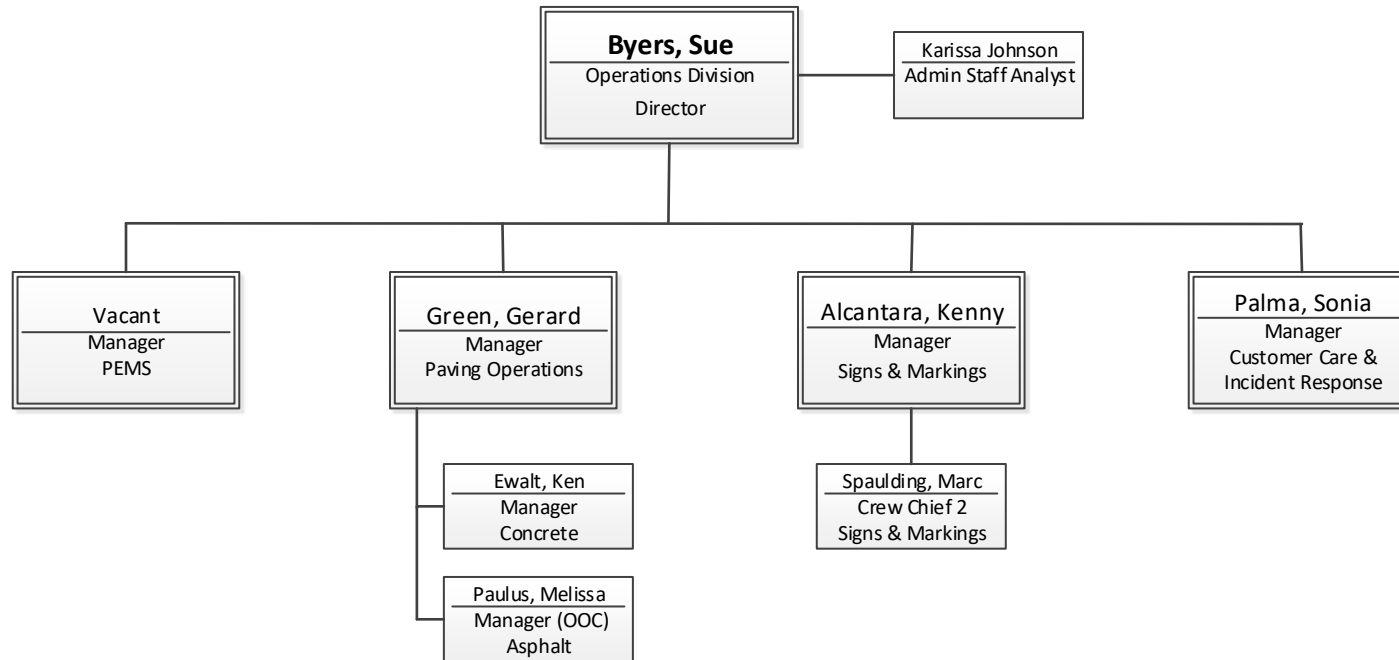 Byers, Sue
Operations Division
Director
Karissa Johnson
Admin Staff Analyst
Vacant
Manager
PEMS
Green, Gerard
Manager
Paving Operations
Alcantara, Kenny
Manager
Signs & Markings
Palma, Sonia
Manager
Customer Care &
Incident Response
Ewalt, Ken
Manager
Concrete
Paulus, Melissa
Manager (OOC)
Asphalt
Spaulding, Marc
Crew Chief 2
Signs & Markings